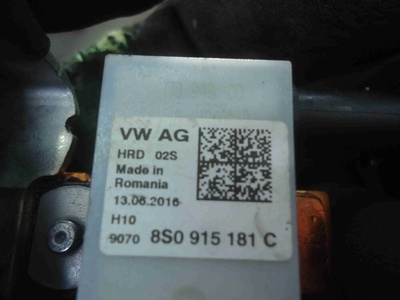 VW AG
HRD 02S
Made in
Romania
13.06.2016
H10
9070 8S0 915 181 C